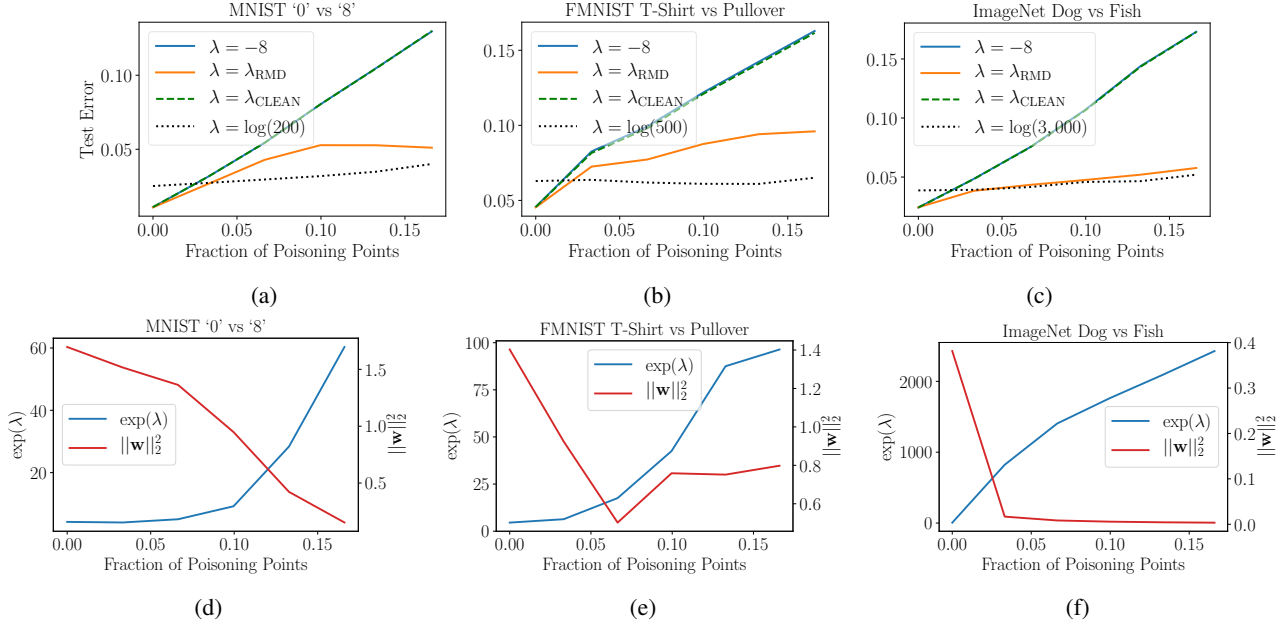 MNIST ‘0’ vs ‘8’
λ = −8
λ = λRMD
λ = λCLEAN
λ = log(200)
Test Error
0.10
0.05
0.00 0.05 0.10 0.15
Fraction of Poisoning Points
(a)
FMNIST T-Shirt vs Pullover
λ = −8
λ = λRMD
λ = λCLEAN
λ = log(500)
0.15
0.10
0.05
0.00 0.05 0.10 0.15
Fraction of Poisoning Points
(b)
ImageNet Dog vs Fish
λ = −8
λ = λRMD
λ = λCLEAN
λ = log(3,000)
0.15
0.10
0.05
0.00 0.05 0.10 0.15
Fraction of Poisoning Points
(c)
MNIST ‘0’ vs ‘8’
exp(λ)
||w||₂²
exp(λ)
60
40
20
1.5
1.0
0.5
||w||₂²
0.00 0.05 0.10 0.15
Fraction of Poisoning Points
(d)
FMNIST T-Shirt vs Pullover
exp(λ)
||w||₂²
exp(λ)
100
75
50
25
0
1.4
1.2
1.0
0.8
0.6
||w||₂²
0.00 0.05 0.10 0.15
Fraction of Poisoning Points
(e)
ImageNet Dog vs Fish
exp(λ)
||w||₂²
exp(λ)
2000
1000
0
0.4
0.3
0.2
0.1
0.0
||w||₂²
0.00 0.05 0.10 0.15
Fraction of Poisoning Points
(f)